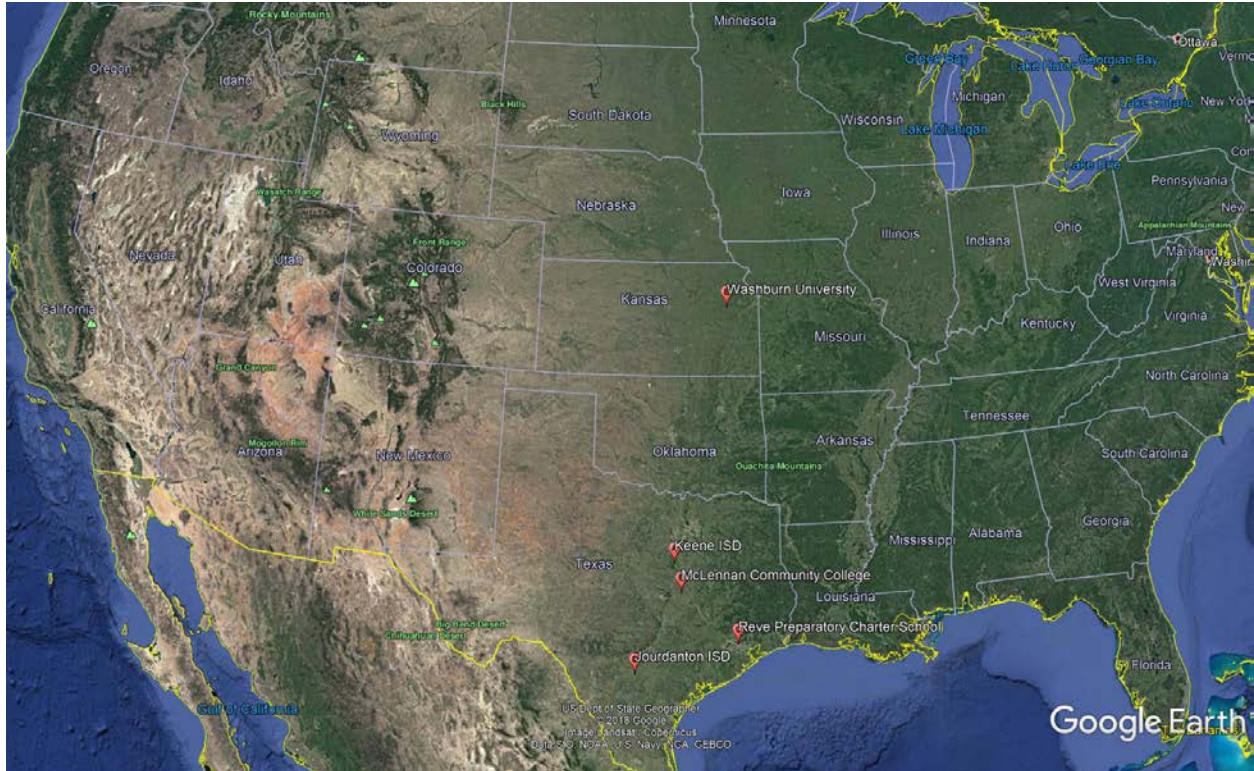 Rocky Mountains
Minnesota
Ottawa
Oregon
Idaho
Green Bay
Georgian Bay
Vermo
Michigan
Black Hills
South Dakota
Wisconsin
Lake Ontario
New York
Wyoming
Lake Michigan
Lake Erie
Wasatch Range
Iowa
Pennsylvania
Nebraska
New
Front Range
Illinois
Indiana
Ohio
Appalachian Mountains
Nevada
Utah
Colorado
Maryland
Washin
West Virginia
Washburn University
Kansas
California
Missouri
Kentucky
Virginia
Grand Canyon
North Carolina
Tennessee
Mogollon Rim
Arizona
New Mexico
Oklahoma
Arkansas
South Carolina
Ouachita Mountains
White Sands Desert
Georgia
Mississippi
Alabama
Keene ISD
Texas
McLennan Community College
Louisiana
Big Bend Desert
Chihuahuan Desert
Reve Preparatory Charter School
Jourdanton ISD
Florida
Gulf of California
US Dept of State Geographer
© 2018 Google
Image Landsat / Copernicus
Data SIO, NOAA, U.S. Navy, NGA, GEBCO
Google Earth